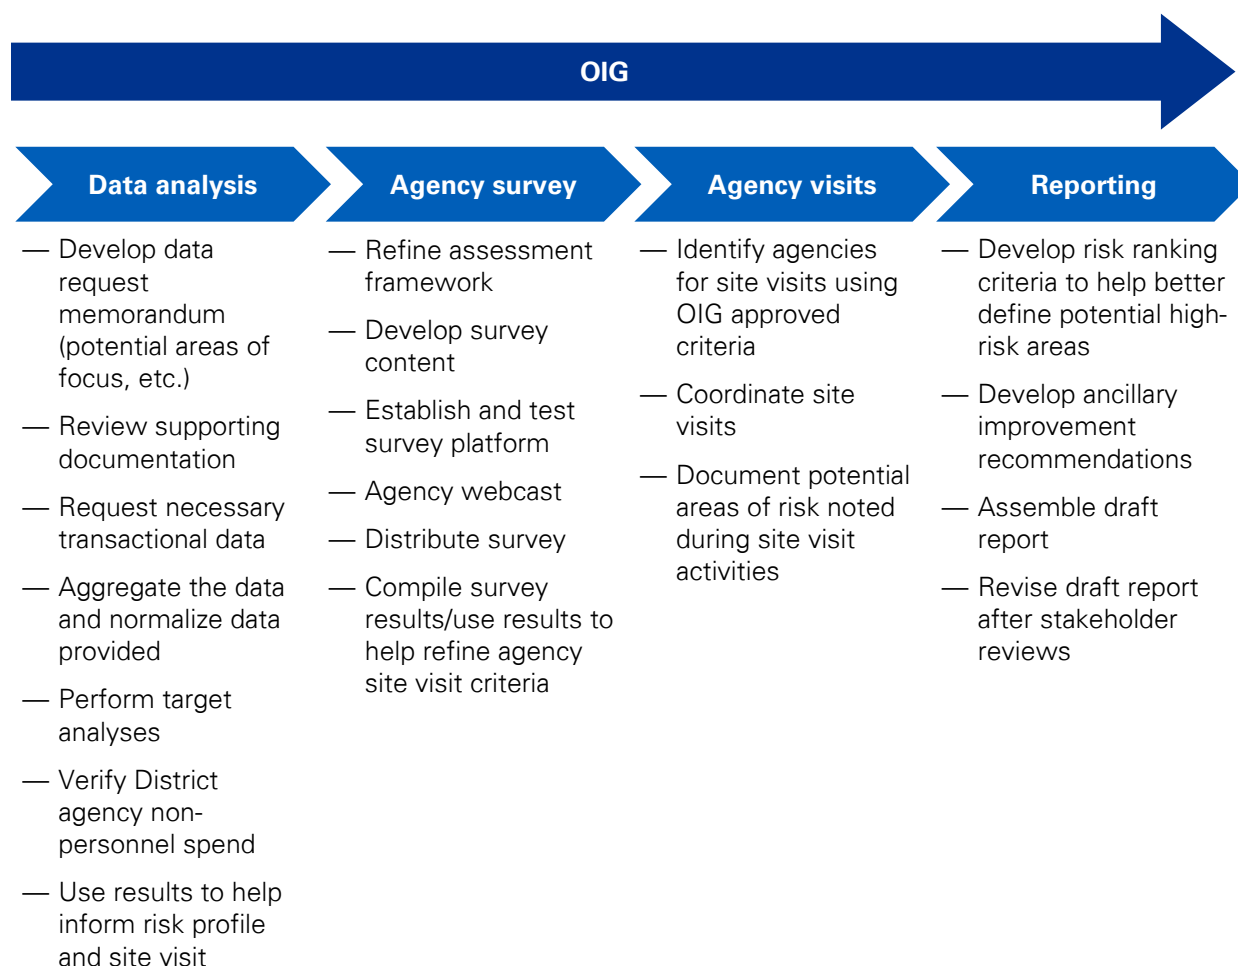 OIG
Data analysis
— Develop data
request
memorandum
(potential areas of
focus, etc.)
— Review supporting
documentation
— Request necessary
transactional data
— Aggregate the data
and normalize data
provided
— Perform target
analyses
— Verify District
agency non-
personnel spend
— Use results to help
inform risk profile
and site visit
Agency survey
— Refine assessment
framework
— Develop survey
content
— Establish and test
survey platform
— Agency webcast
— Distribute survey
— Compile survey
results/use results to
help refine agency
site visit criteria
Agency visits
— Identify agencies
for site visits using
OIG approved
criteria
— Coordinate site
visits
— Document potential
areas of risk noted
during site visit
activities
Reporting
— Develop risk ranking
criteria to help better
define potential high-
risk areas
— Develop ancillary
improvement
recommendations
— Assemble draft
report
— Revise draft report
after stakeholder
reviews